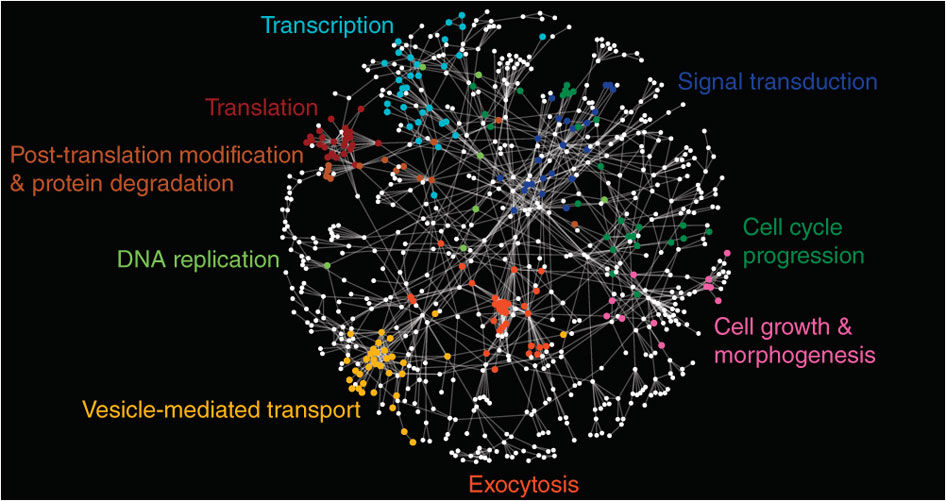 Transcription
Signal transduction
Translation
Post-translation modification
& protein degradation
Cell cycle
progression
DNA replication
Cell growth &
morphogenesis
Vesicle-mediated transport
Exocytosis